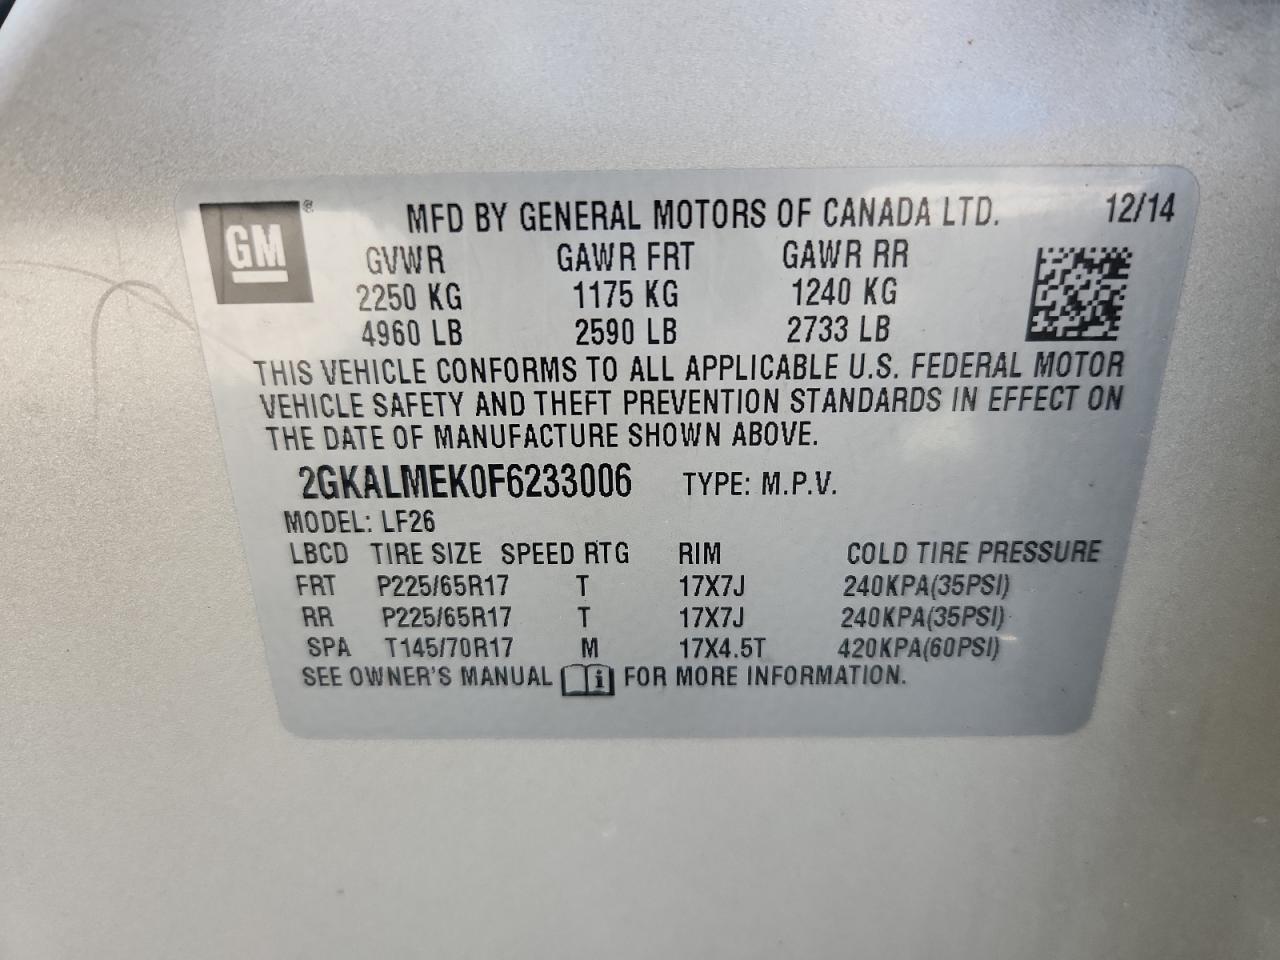 GM ® MFD BY GENERAL MOTORS OF CANADA LTD. 12/14
GVWR GAWR FRT GAWR RR
2250 KG 1175 KG 1240 KG
4960 LB 2590 LB 2733 LB
THIS VEHICLE CONFORMS TO ALL APPLICABLE U.S. FEDERAL MOTOR
VEHICLE SAFETY AND THEFT PREVENTION STANDARDS IN EFFECT ON
THE DATE OF MANUFACTURE SHOWN ABOVE.
2GKALMEK0F6233006 TYPE: M.P.V.
MODEL: LF26
LBCD TIRE SIZE SPEED RTG RIM COLD TIRE PRESSURE
FRT P225/65R17 T 17X7J 240KPA(35PSI)
RR P225/65R17 T 17X7J 240KPA(35PSI)
SPA T145/70R17 M 17X4.5T 420KPA(60PSI)
SEE OWNER'S MANUAL i FOR MORE INFORMATION.